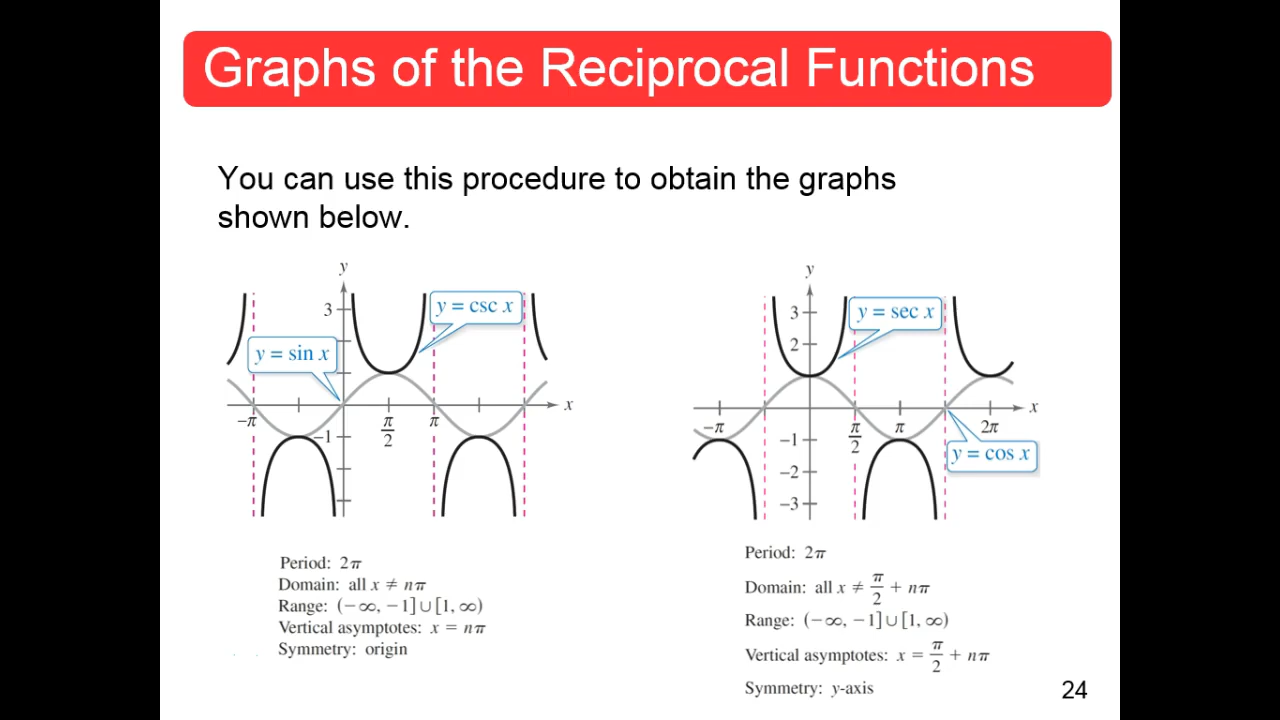 Graphs of the Reciprocal Functions
You can use this procedure to obtain the graphs
shown below.
y
3
y = csc x
y = sin x
x
−π
−1
π/2
π
Period: 2π
Domain: all x ≠ nπ
Range: (−∞, −1] ∪ [1, ∞)
Vertical asymptotes: x = nπ
Symmetry: origin
y
3
y = sec x
2
x
−π
π/2
π
2π
−1
y = cos x
−2
−3
Period: 2π
Domain: all x ≠ π/2 + nπ
Range: (−∞, −1] ∪ [1, ∞)
Vertical asymptotes: x = π/2 + nπ
Symmetry: y-axis
24